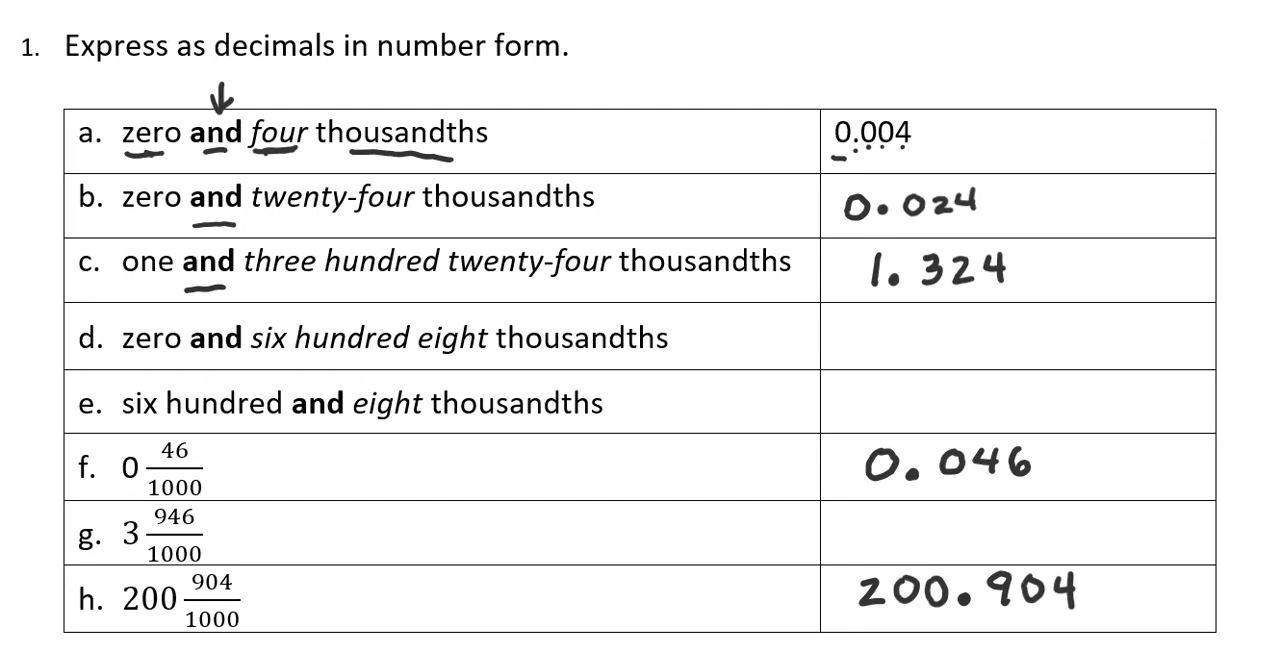 1. Express as decimals in number form.
a. zero and four thousandths 0.004
b. zero and twenty-four thousandths 0.024
c. one and three hundred twenty-four thousandths 1.324
d. zero and six hundred eight thousandths
e. six hundred and eight thousandths
f. 0 46/1000 0.046
g. 3 946/1000
h. 200 904/1000 200.904